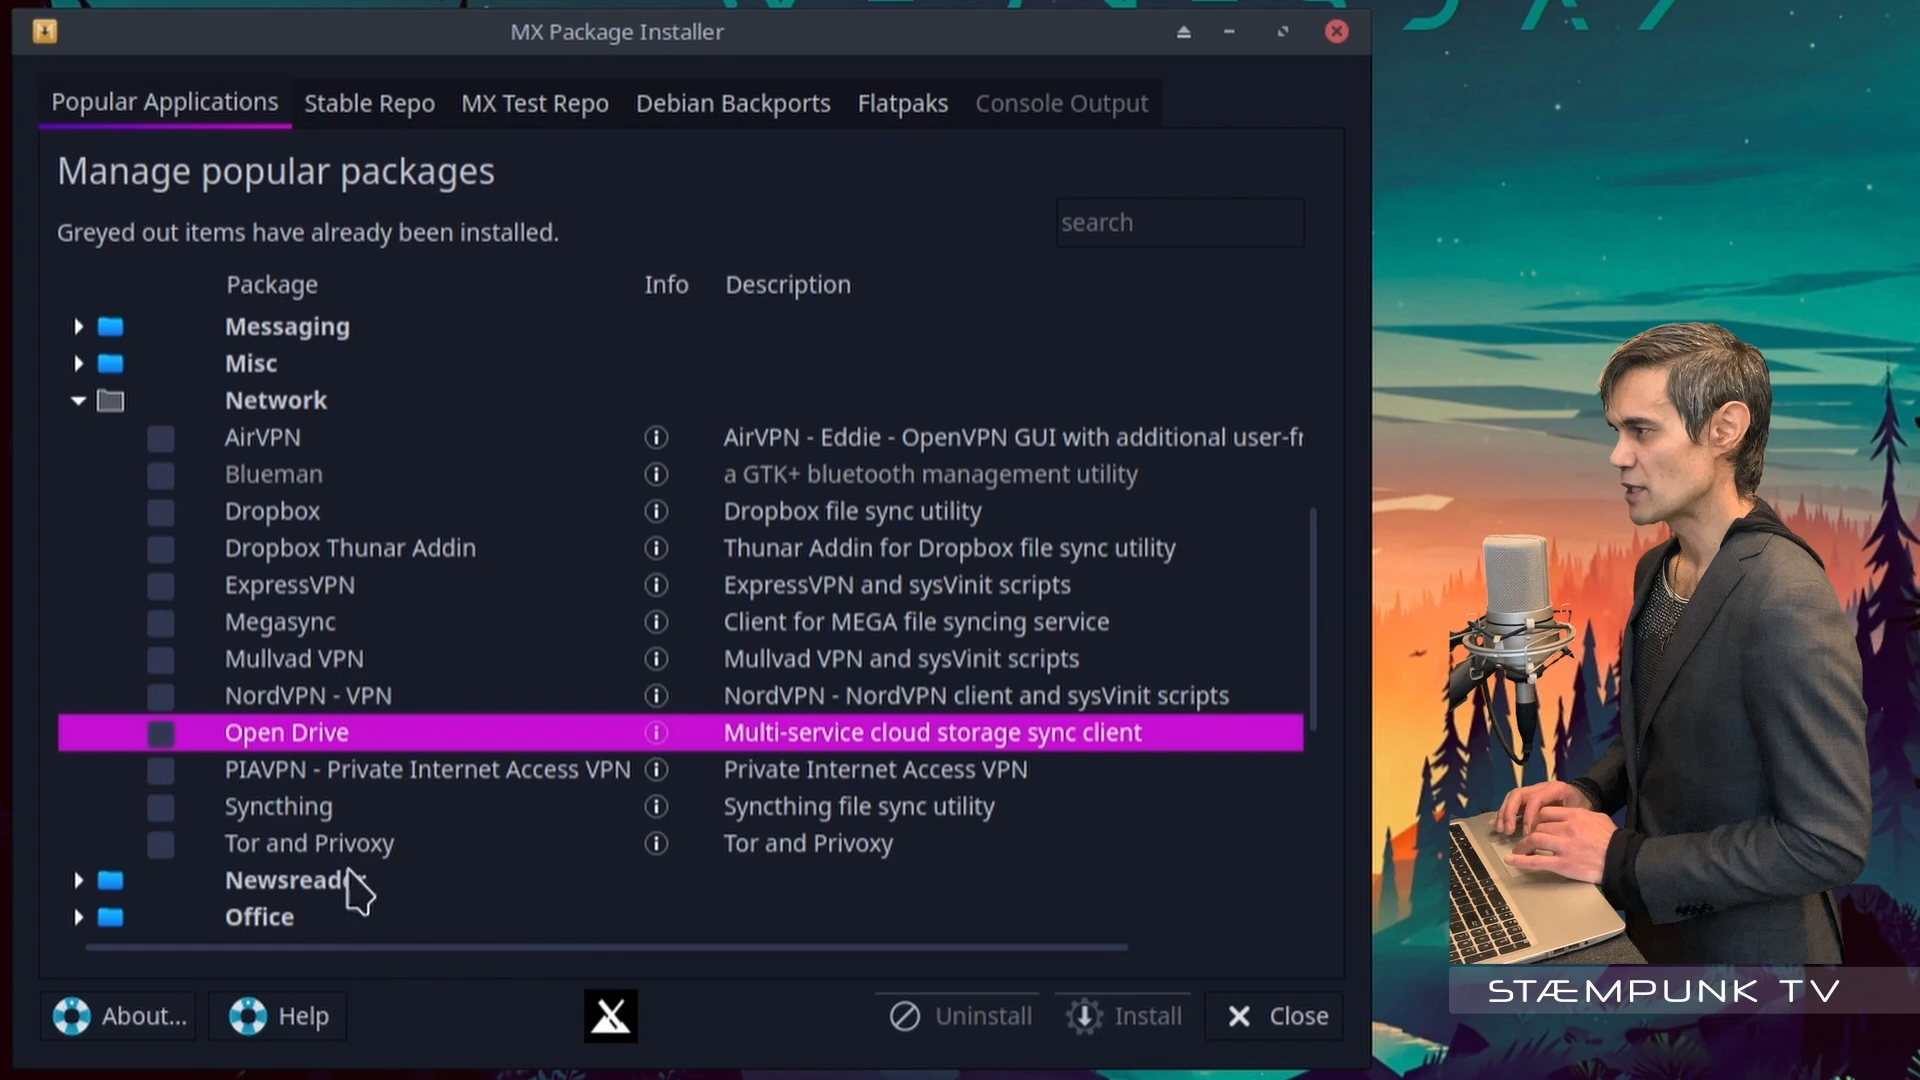 MX Package Installer
Popular Applications Stable Repo MX Test Repo Debian Backports Flatpaks Console Output
Manage popular packages
search
Greyed out items have already been installed.
Package Info Description
Messaging
Misc
Network
AirVPN AirVPN - Eddie - OpenVPN GUI with additional user-fr
Blueman a GTK+ bluetooth management utility
Dropbox Dropbox file sync utility
Dropbox Thunar Addin Thunar Addin for Dropbox file sync utility
ExpressVPN ExpressVPN and sysVinit scripts
Megasync Client for MEGA file syncing service
Mullvad VPN Mullvad VPN and sysVinit scripts
NordVPN - VPN NordVPN - NordVPN client and sysVinit scripts
Open Drive Multi-service cloud storage sync client
PIAVPN - Private Internet Access VPN Private Internet Access VPN
Syncthing Syncthing file sync utility
Tor and Privoxy Tor and Privoxy
Newsreader
Office
About... Help Uninstall Install Close
STÆMPUNK TV